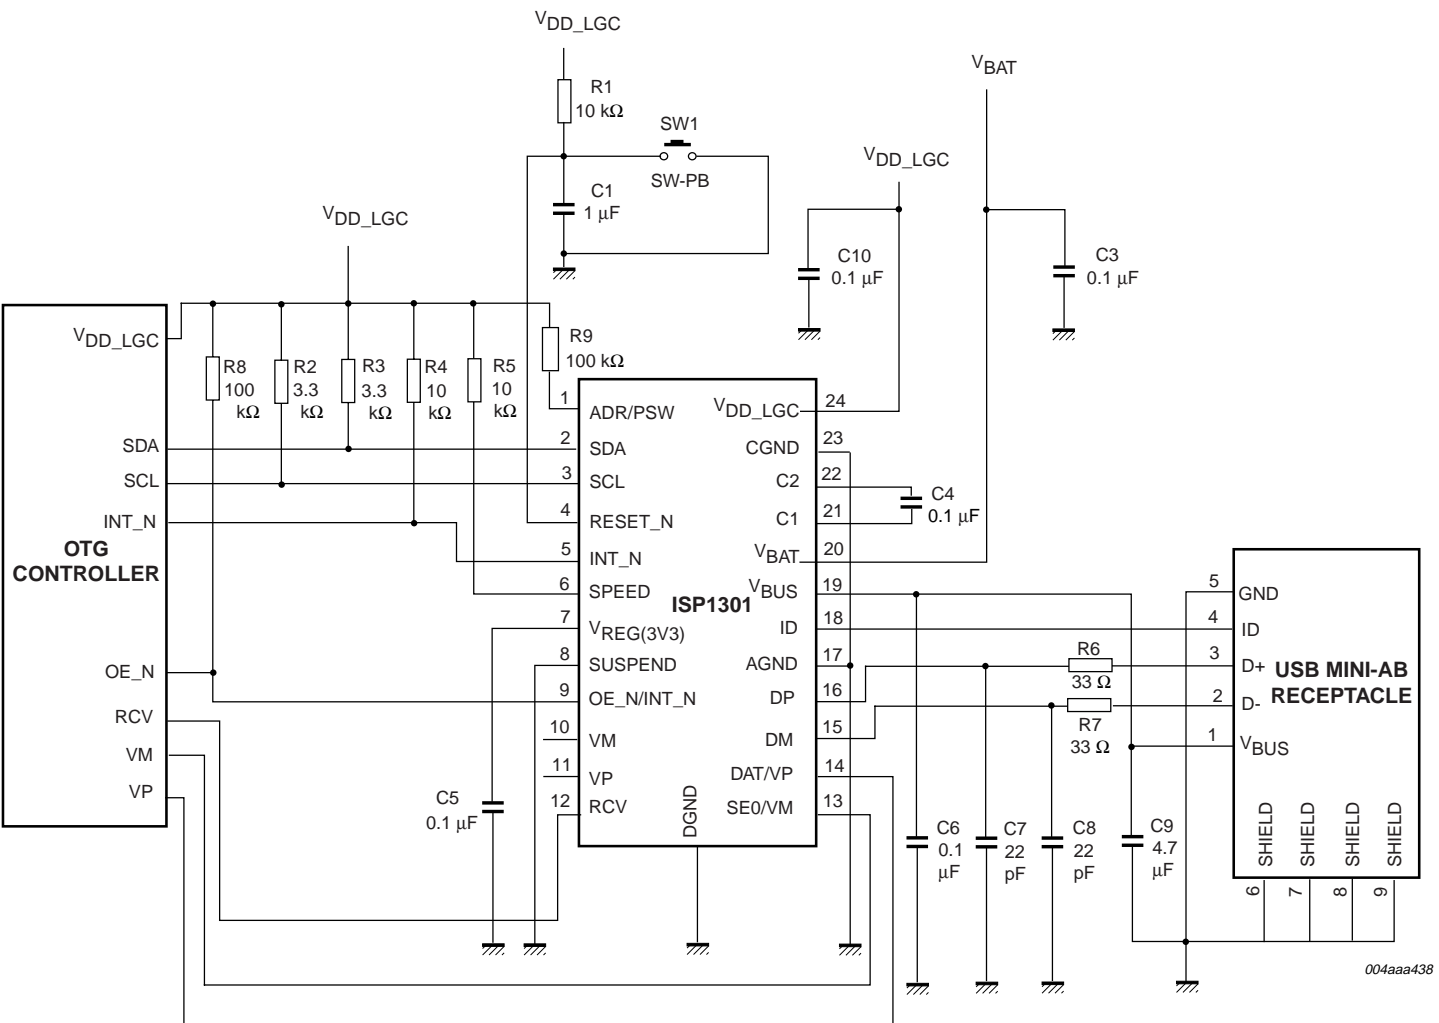 VDD_LGC
R1
10 kΩ
SW1
SW-PB
C1
1 μF
VBAT
VDD_LGC
C10
0.1 μF
C3
0.1 μF
VDD_LGC
R8
100
kΩ
R2
3.3
kΩ
R3
3.3
kΩ
R4
10
kΩ
R5
10
kΩ
R9
100 kΩ
OTG
CONTROLLER
VDD_LGC
SDA
SCL
INT_N
OE_N
RCV
VM
VP
C5
0.1 μF
ISP1301
1 ADR/PSW
2 SDA
3 SCL
4 RESET_N
5 INT_N
6 SPEED
7 VREG(3V3)
8 SUSPEND
9 OE_N/INT_N
10 VM
11 VP
12 RCV
DGND
VDD_LGC 24
CGND 23
C2 22
C1 21
VBAT 20
VBUS 19
ID 18
AGND 17
DP 16
DM 15
DAT/VP 14
SE0/VM 13
C4
0.1 μF
R6
33 Ω
R7
33 Ω
C6
0.1
μF
C7
22
pF
C8
22
pF
C9
4.7
μF
USB MINI-AB
RECEPTACLE
5 GND
4 ID
3 D+
2 D-
1 VBUS
SHIELD
SHIELD
SHIELD
SHIELD
6
7
8
9
004aaa438